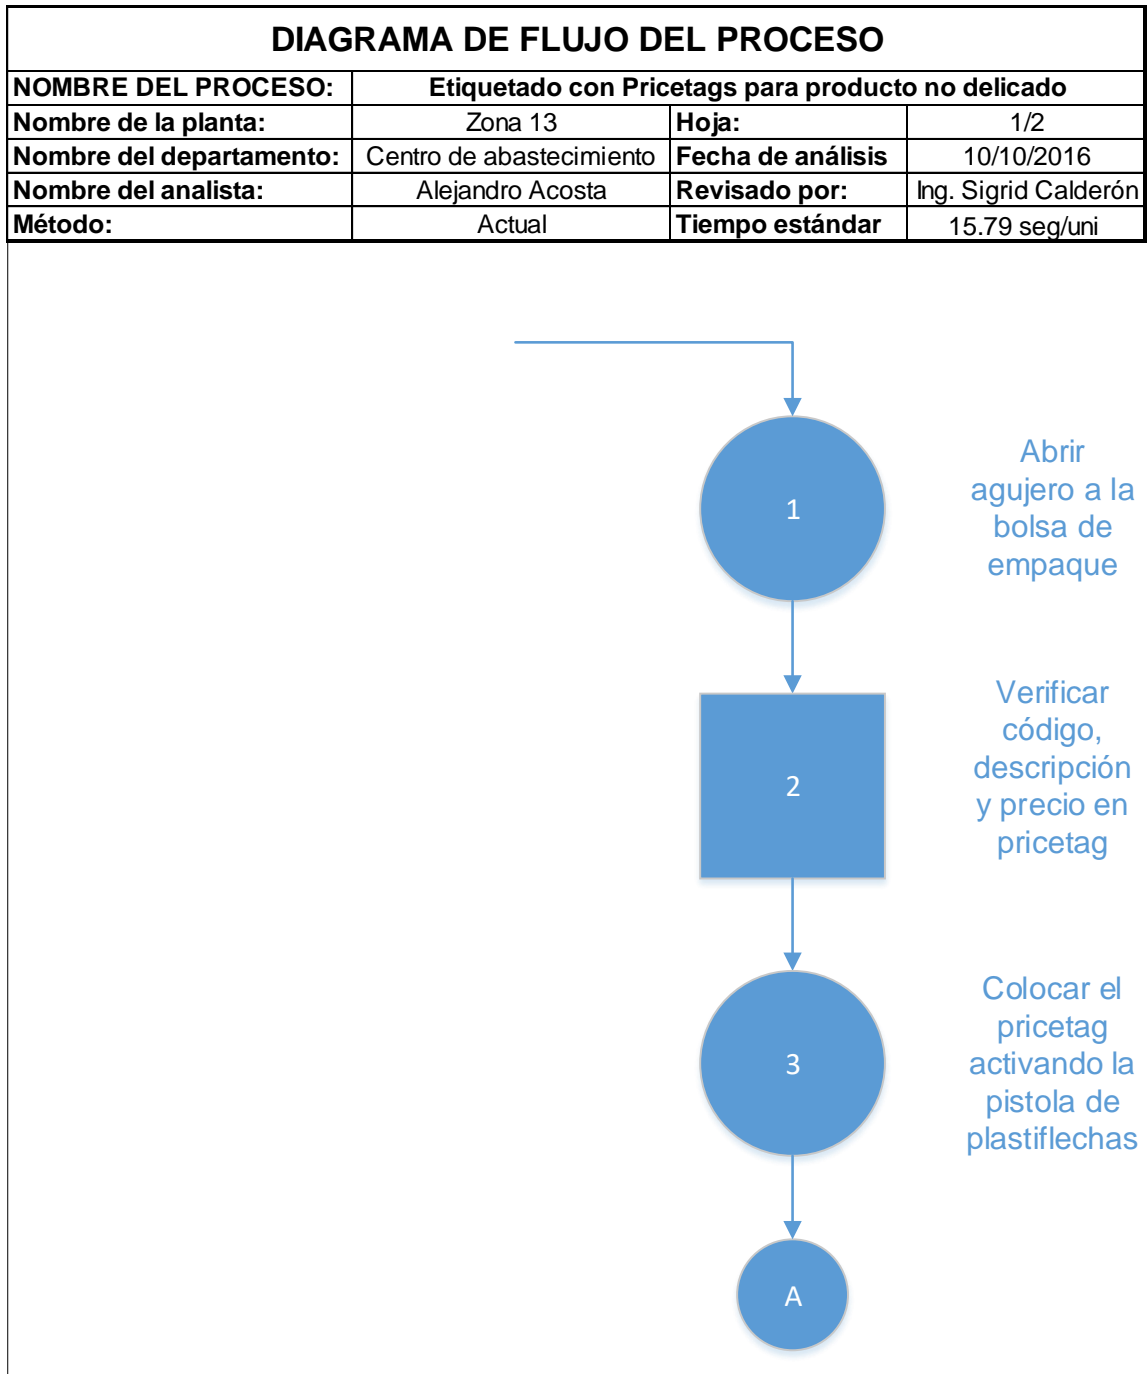 DIAGRAMA DE FLUJO DEL PROCESO
NOMBRE DEL PROCESO: Etiquetado con Pricetags para producto no delicado
Nombre de la planta: Zona 13 Hoja: 1/2
Nombre del departamento: Centro de abastecimiento Fecha de análisis 10/10/2016
Nombre del analista: Alejandro Acosta Revisado por: Ing. Sigrid Calderón
Método: Actual Tiempo estándar 15.79 seg/uni
1
Abrir
agujero a la
bolsa de
empaque
2
Verificar
código,
descripción
y precio en
pricetag
3
Colocar el
pricetag
activando la
pistola de
plastiflechas
A